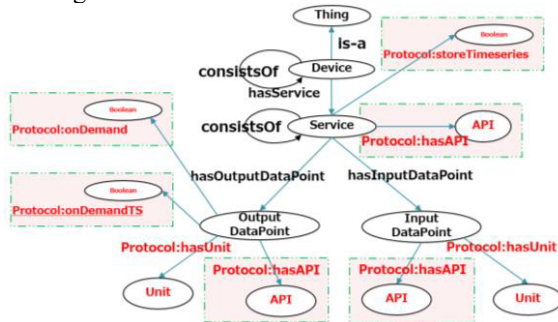 Thing
is-a
Boolean
Protocol:storeTimeseries
consistsOf
Device
hasService
Boolean
Protocol:onDemand
consistsOf
Service
API
Protocol:hasAPI
hasOutputDataPoint
hasInputDataPoint
Boolean
Protocol:onDemandTS
Output
DataPoint
Input
DataPoint
Protocol:hasUnit
Protocol:hasUnit
Protocol:hasAPI
Protocol:hasAPI
Unit
API
API
Unit